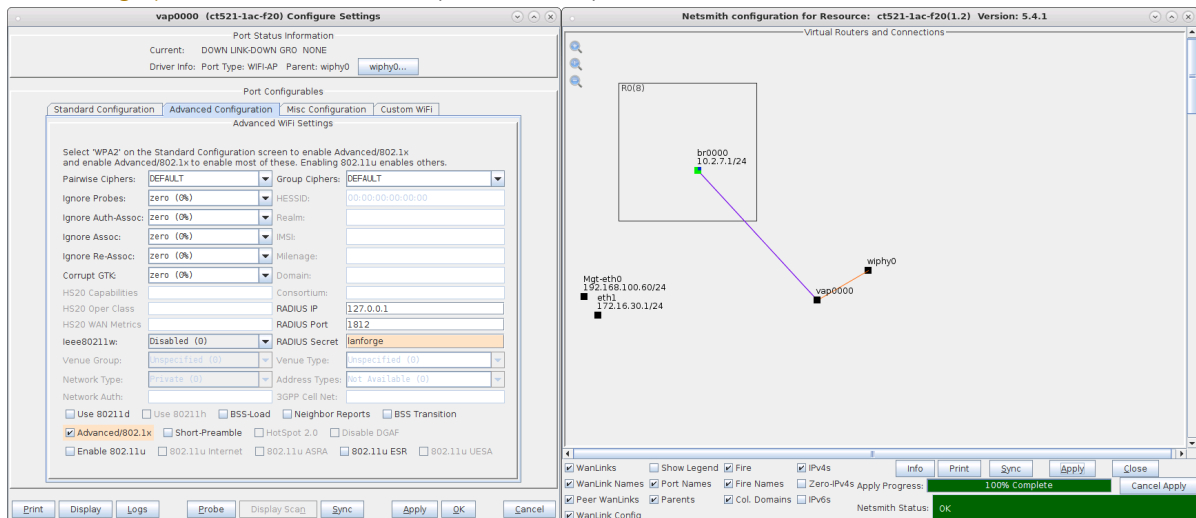 vap0000 (ct521-1ac-f20) Configure Settings
Port Status Information
Current: DOWN LINK-DOWN GRO NONE
Driver Info: Port Type: WIFI-AP Parent: wiphy0 wiphy0...
Port Configurables
Standard Configuration Advanced Configuration Misc Configuration Custom WiFi
Advanced WiFi Settings
Select 'WPA2' on the Standard Configuration screen to enable Advanced/802.1x
and enable Advanced/802.1x to enable most of these. Enabling 802.11u enables others.
Pairwise Ciphers: DEFAULT Group Ciphers: DEFAULT
Ignore Probes: zero (0%) HESSID: 00:00:00:00:00:00
Ignore Auth-Assoc: zero (0%) Realm:
Ignore Assoc: zero (0%) IMSI:
Ignore Re-Assoc: zero (0%) Milenage:
Corrupt GTK: zero (0%) Domain:
HS20 Capabilities Consortium:
HS20 Oper Class RADIUS IP 127.0.0.1
HS20 WAN Metrics RADIUS Port 1812
Ieee80211w: Disabled (0) RADIUS Secret lanforge
Venue Group: Unspecified (0) Venue Type: Unspecified (0)
Network Type: Private (0) Address Types: Not Available (0)
Network Auth: 3GPP Cell Net:
Use 80211d Use 80211h BSS-Load Neighbor Reports BSS Transition
Advanced/802.1x Short-Preamble HotSpot 2.0 Disable DGAF
Enable 802.11u 802.11u Internet 802.11u ASRA 802.11u ESR 802.11u UESA
Print Display Logs Probe Display Scan Sync Apply OK Cancel
Netsmith configuration for Resource: ct521-1ac-f20(1.2) Version: 5.4.1
Virtual Routers and Connections
R0(8)
br0000
10.2.7.1/24
wiphy0
vap0000
Mgt-eth0
192.168.100.60/24
eth1
172.16.30.1/24
WanLinks Show Legend Fire IPv4s Info Print Sync Apply Close
WanLink Names Port Names Fire Names Zero-IPv4s Apply Progress: 100% Complete Cancel Apply
Peer WanLinks Parents Col. Domains IPv6s
Netsmith Status: OK
WanLink Config